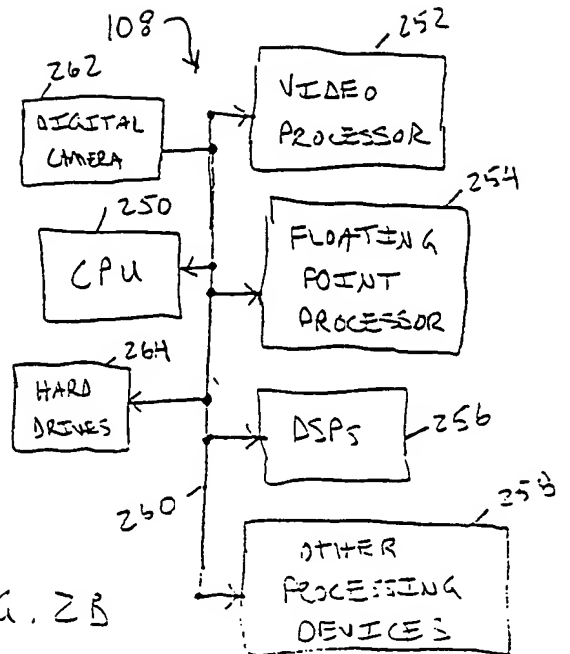 108
252
262
VIDEO
PROCESSOR
DIGITAL
CAMERA
250
254
CPU
FLOATING
POINT
PROCESSOR
264
HARD
DRIVES
DSPS
256
260
258
OTHER
PROCESSING
DEVICES
G. 2B